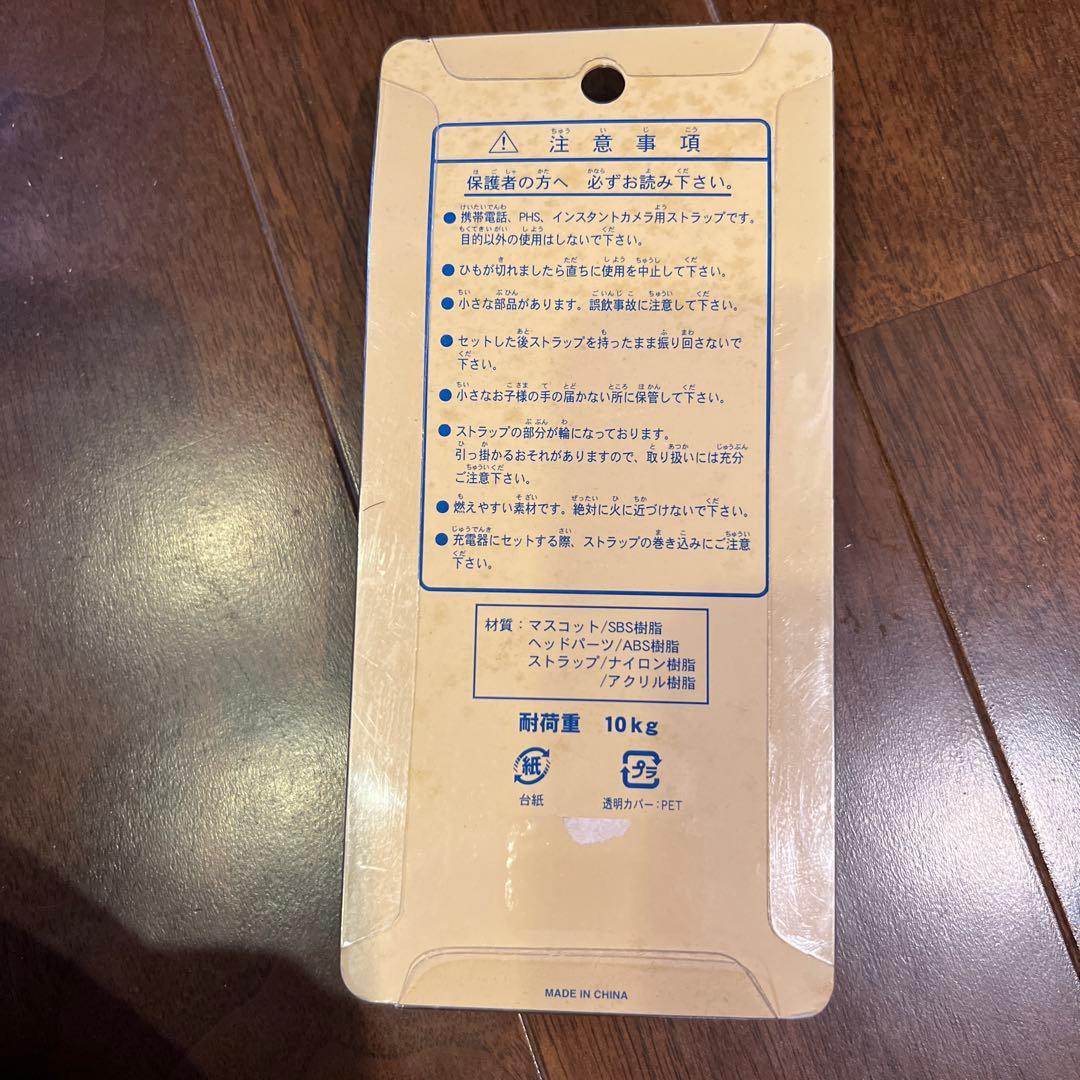 ⚠ 注意事項
保護者の方へ 必ずお読み下さい。
●携帯電話、PHS、インスタントカメラ用ストラップです。
目的以外の使用はしないで下さい。
●ひもが切れましたら直ちに使用を中止して下さい。
●小さな部品があります。誤飲事故に注意して下さい。
●セットした後ストラップを持ったまま振り回さないで
下さい。
●小さなお子様の手の届かない所に保管して下さい。
●ストラップの部分が輪になっております。
引っ掛かるおそれがありますので、取り扱いには充分
ご注意下さい。
●燃えやすい素材です。絶対に火に近づけないで下さい。
●充電器にセットする際、ストラップの巻き込みにご注意
下さい。
材質：マスコット/SBS樹脂
ヘッドパーツ/ABS樹脂
ストラップ/ナイロン樹脂
/アクリル樹脂
耐荷重 10kg
紙 プラ
台紙 透明カバー：PET
MADE IN CHINA